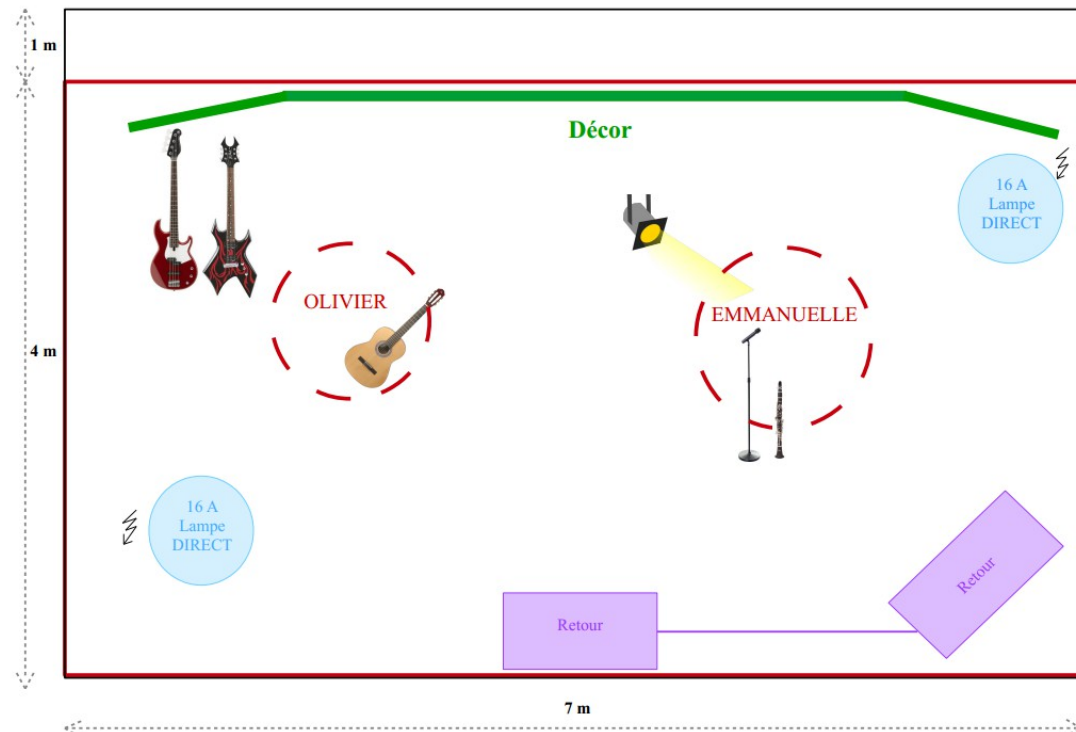 1 m
Décor
16 A
Lampe
DIRECT
OLIVIER
EMMANUELLE
4 m
16 A
Lampe
DIRECT
Retour
Retour
7 m